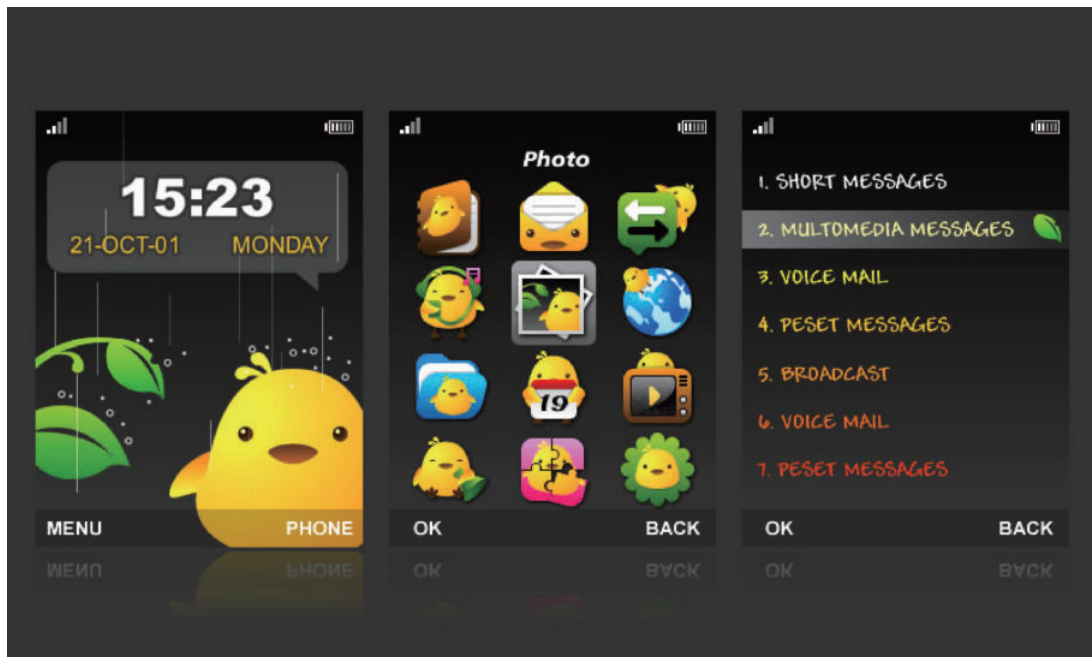 15:23
21-OCT-01 MONDAY
MENU PHONE
Photo
19
OK BACK
1. SHORT MESSAGES
2. MULTOMEDIA MESSAGES
3. VOICE MAIL
4. PESET MESSAGES
5. BROADCAST
6. VOICE MAIL
7. PESET MESSAGES
OK BACK